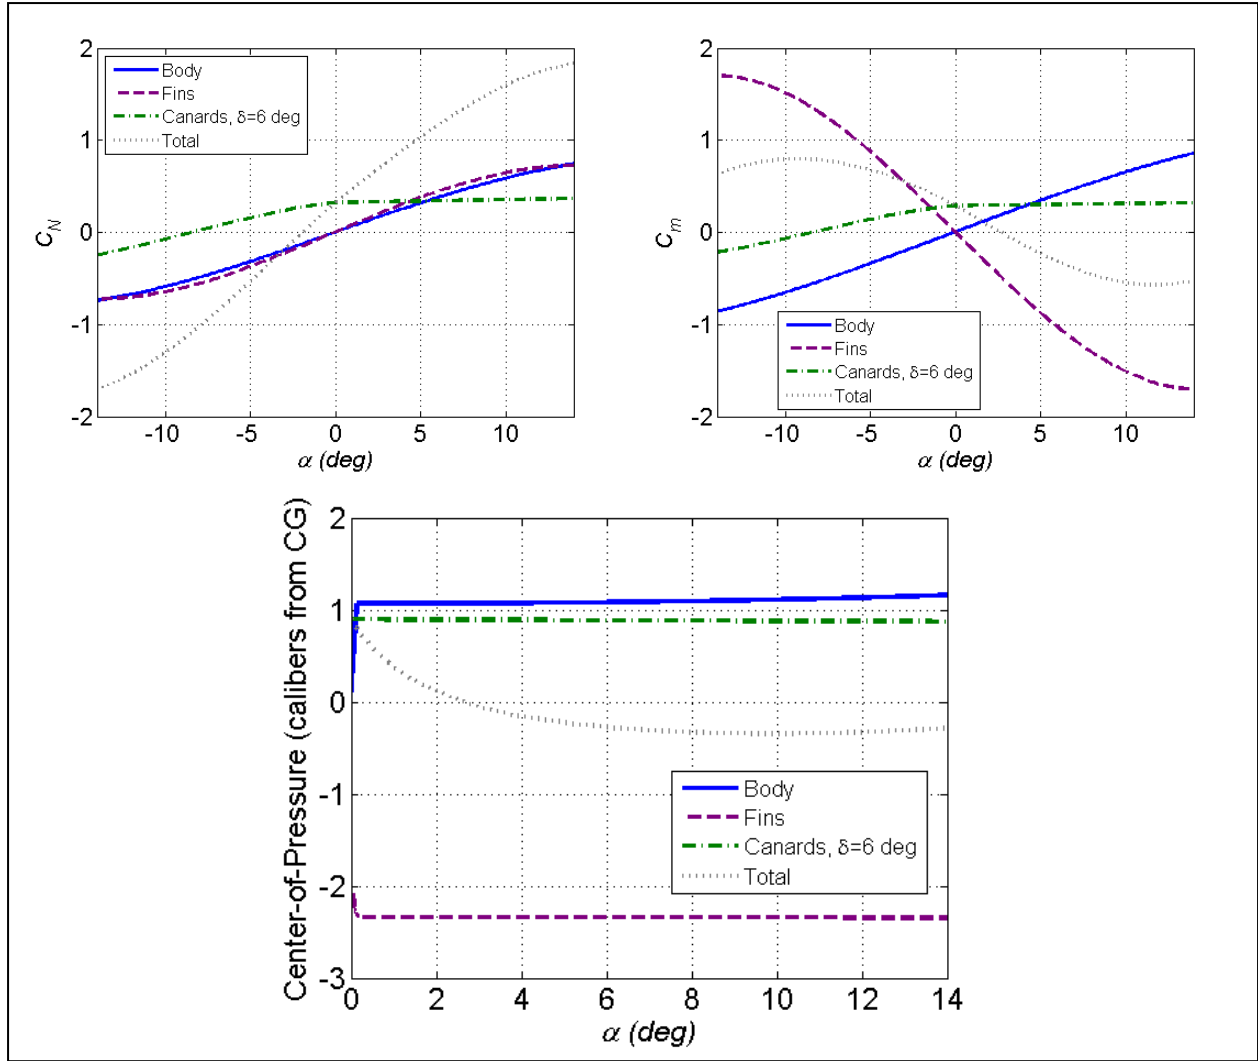 2
1
0
-1
-2
C_N
-10
-5
0
5
10
α (deg)
Body
Fins
Canards, δ=6 deg
Total
2
1
0
-1
-2
C_m
-10
-5
0
5
10
α (deg)
Body
Fins
Canards, δ=6 deg
Total
Center-of-Pressure (calibers from CG)
2
1
0
-1
-2
-3
0
2
4
6
8
10
12
14
α (deg)
Body
Fins
Canards, δ=6 deg
Total